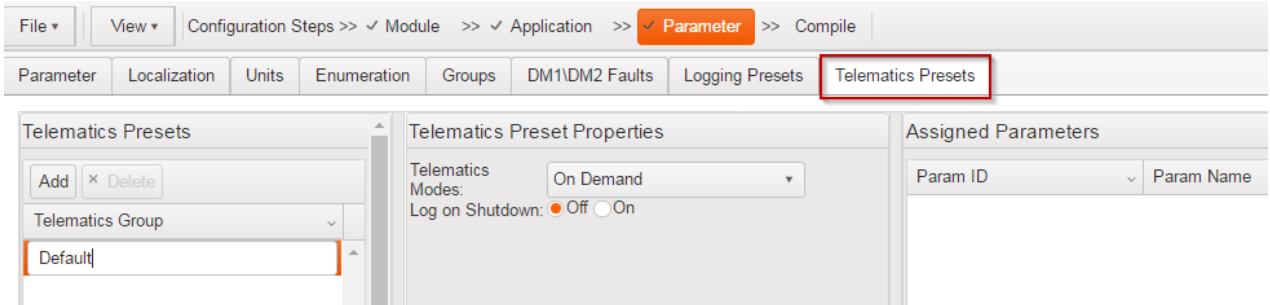 File View Configuration Steps >> ✓ Module >> ✓ Application >> ✓ Parameter >> Compile
Parameter Localization Units Enumeration Groups DM1\DM2 Faults Logging Presets Telematics Presets
Telematics Presets Telematics Preset Properties Assigned Parameters
Add × Delete Telematics Modes: On Demand Param ID Param Name
Log on Shutdown: Off On
Telematics Group
Default